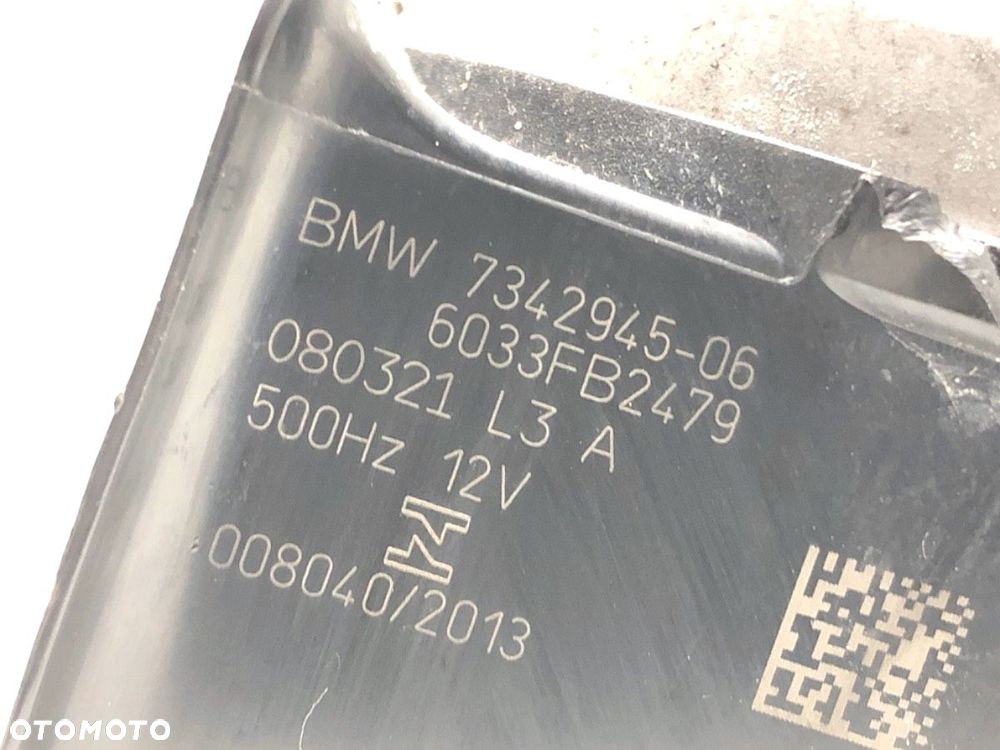 BMW 7342945-06
6033FB2479
080321 L3 A
500Hz 12V
008040/2013
OTOMOTO